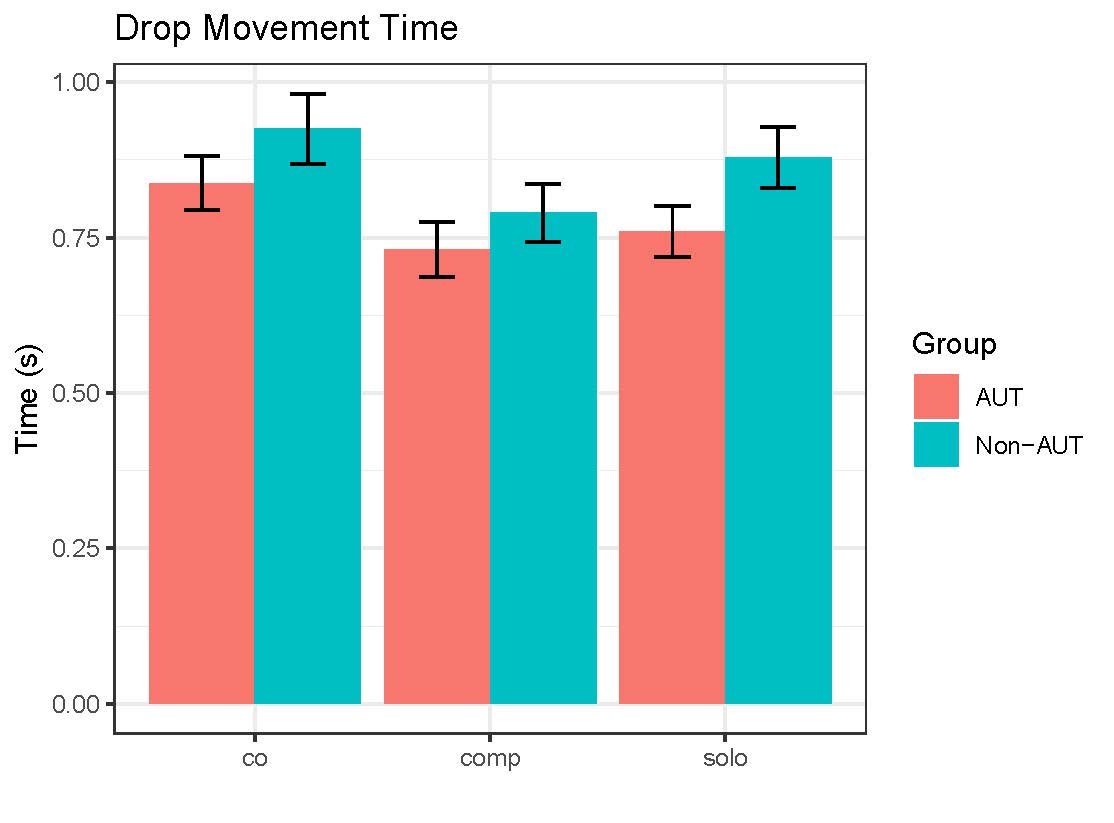 Drop Movement Time
1.00
0.75
0.50
0.25
0.00
Time (s)
co comp solo
Group
AUT
Non-AUT